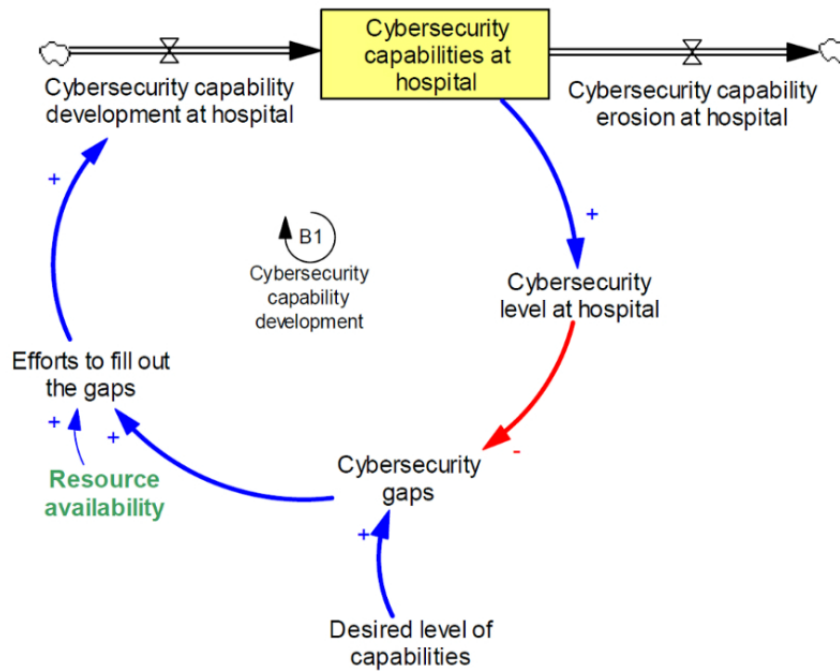 Cybersecurity
capabilities at
hospital
Cybersecurity capability
development at hospital
Cybersecurity capability
erosion at hospital
+
+
B1
Cybersecurity
capability
development
Cybersecurity
level at hospital
Efforts to fill out
the gaps
+
+
-
Resource
availability
Cybersecurity
gaps
+
Desired level of
capabilities